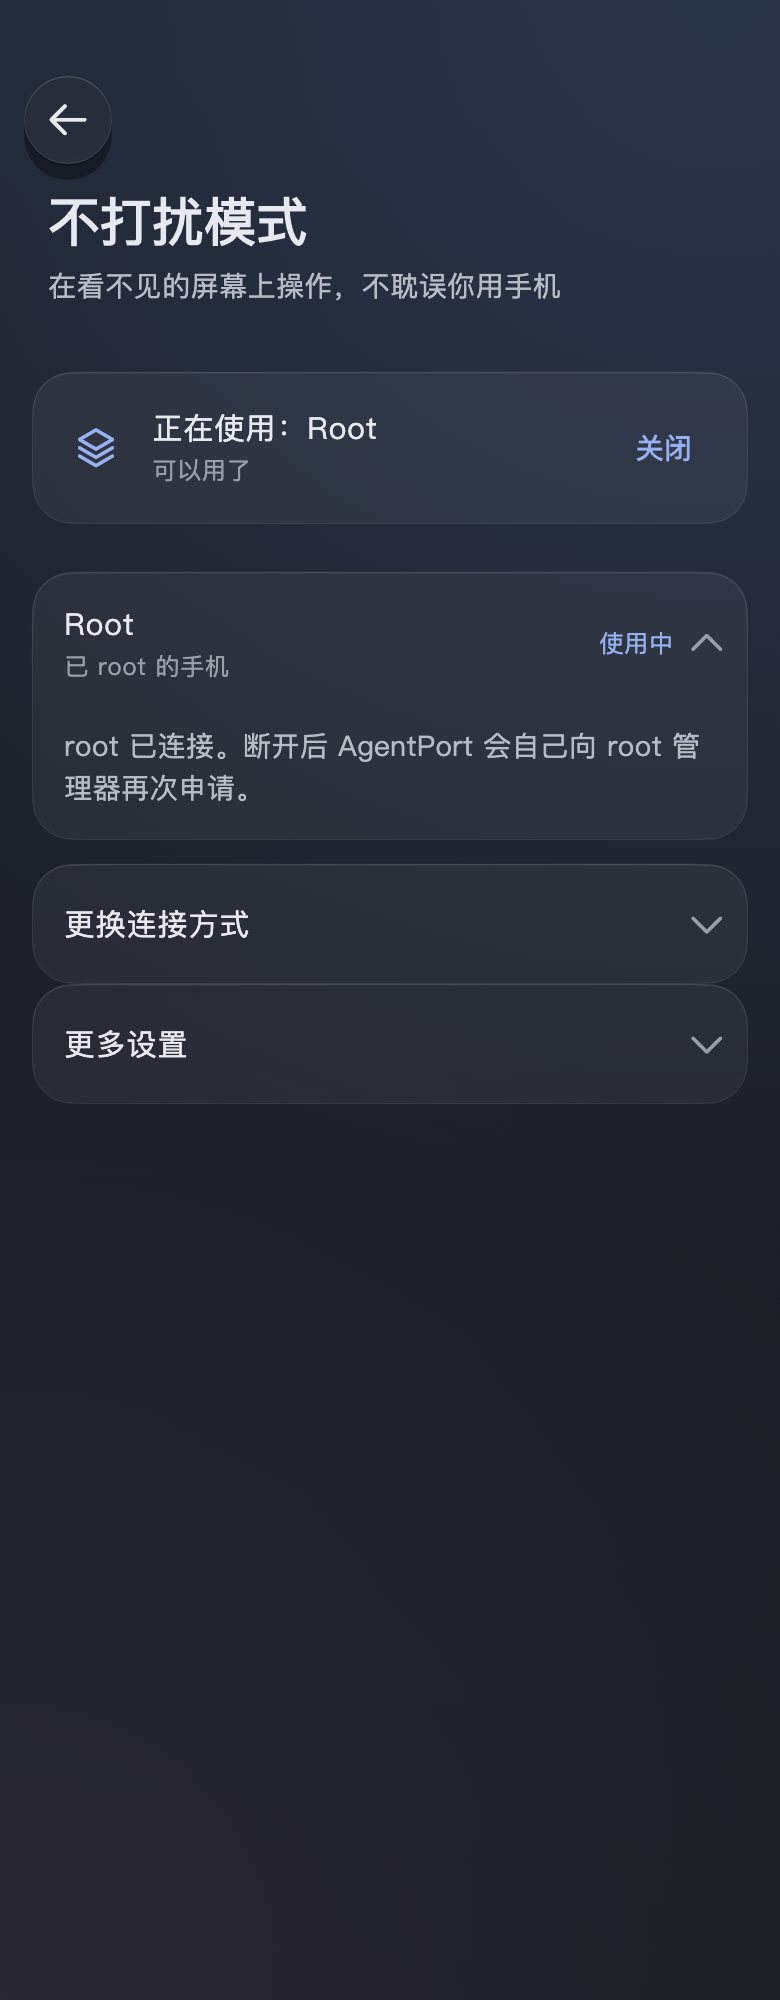 不打扰模式
在看不见的屏幕上操作，不耽误你用手机
正在使用：Root
可以用了
关闭
Root
已 root 的手机
使用中
root 已连接。断开后 AgentPort 会自己向 root 管
理器再次申请。
更换连接方式
更多设置